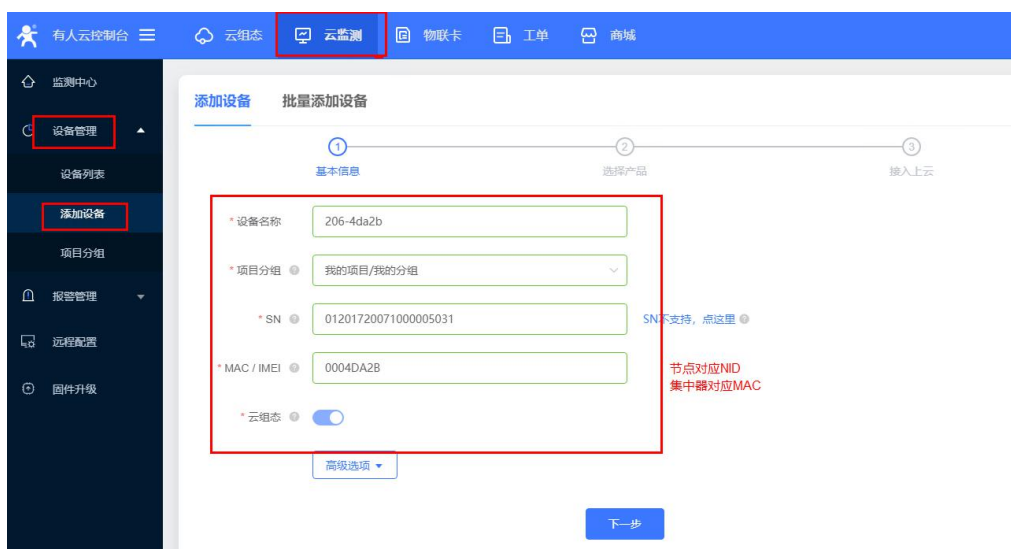 有人云控制台
云组态
云监测
物联卡
工单
商城
监测中心
设备管理
设备列表
添加设备
项目分组
报警管理
远程配置
固件升级
添加设备
批量添加设备
1
2
3
基本信息
选择产品
接入上云
*设备名称
206-4da2b
*项目分组
我的项目/我的分组
*SN
01201720071000005031
SN不支持，点这里
*MAC / IMEI
0004DA2B
节点对应NID
集中器对应MAC
*云组态
高级选项
下一步